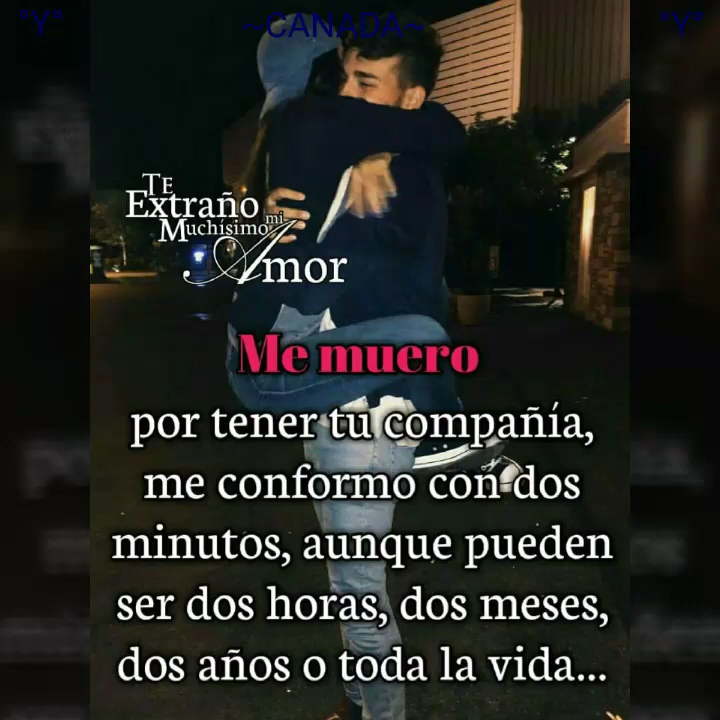 °Y° ~CANADA~ °Y°
Te
Extraño
Muchísimo mi
Amor
Me muero
por tener tu compañía,
me conformo con dos
minutos, aunque pueden
ser dos horas, dos meses,
dos años o toda la vida...